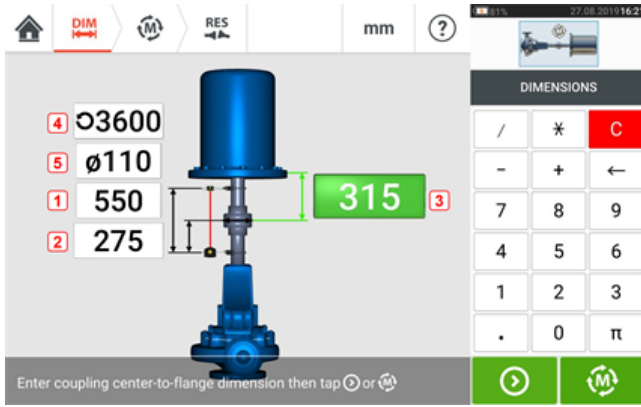 DIM
RES
mm
?
81%
27.08.2019 16:21
4
3600
5
ø110
1
550
2
275
315
3
Enter coupling center-to-flange dimension then tap or
DIMENSIONS
/ * C
- + ←
7 8 9
4 5 6
1 2 3
. 0 π
M